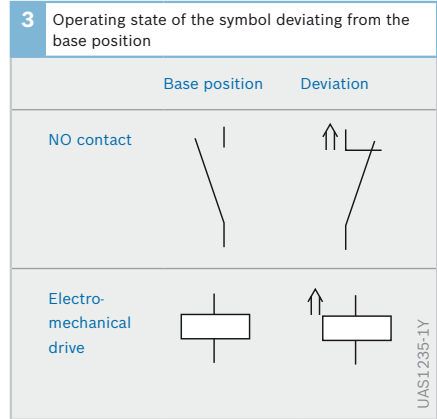 3
Operating state of the symbol deviating from the
base position
Base position Deviation
NO contact
Electro-
mechanical
drive
UAS1235-1Y